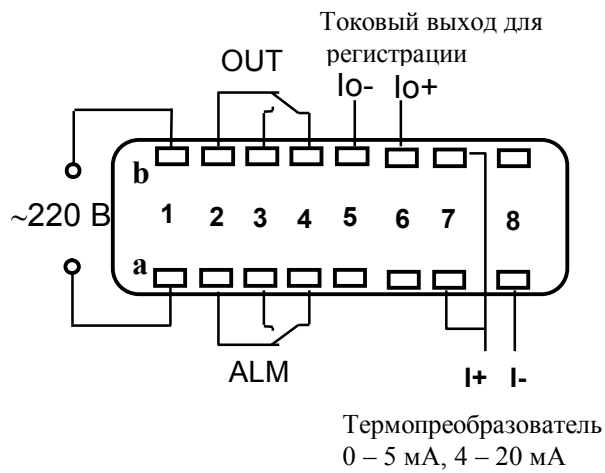 Токовый выход для
регистрации
OUT
Io- Io+
b
~220 В
1 2 3 4 5 6 7 8
a
ALM
I+ I-
Термопреобразователь
0 – 5 мА, 4 – 20 мА